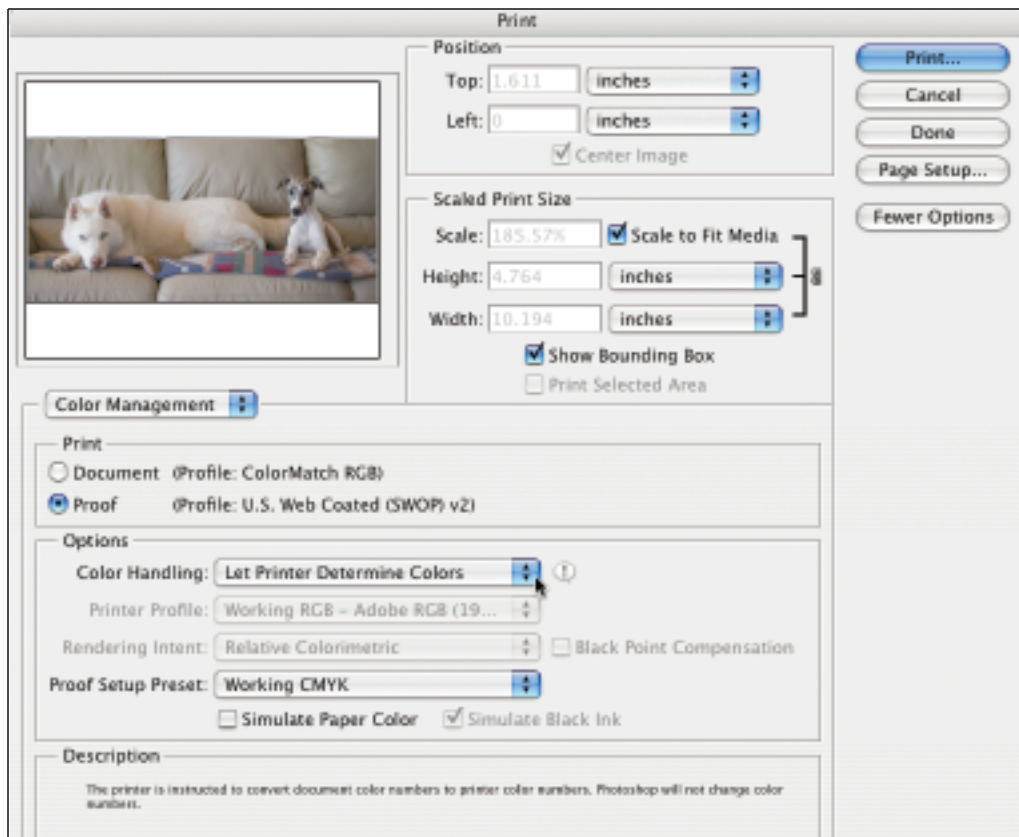 Print
Position
Top: 1.611 inches
Left: 0 inches
Center Image
Print...
Cancel
Done
Page Setup...
Fewer Options
Scaled Print Size
Scale: 185.57% Scale to Fit Media
Height: 4.764 inches
Width: 10.194 inches
Show Bounding Box
Print Selected Area
Color Management
Print
Document (Profile: ColorMatch RGB)
Proof (Profile: U.S. Web Coated (SWOP) v2)
Options
Color Handling: Let Printer Determine Colors
Printer Profile: Working RGB - Adobe RGB (19...
Rendering Intent: Relative Colorimetric Black Point Compensation
Proof Setup Preset: Working CMYK
Simulate Paper Color Simulate Black Ink
Description
The printer is instructed to convert document color numbers to printer color numbers. Photoshop will not change color
numbers.